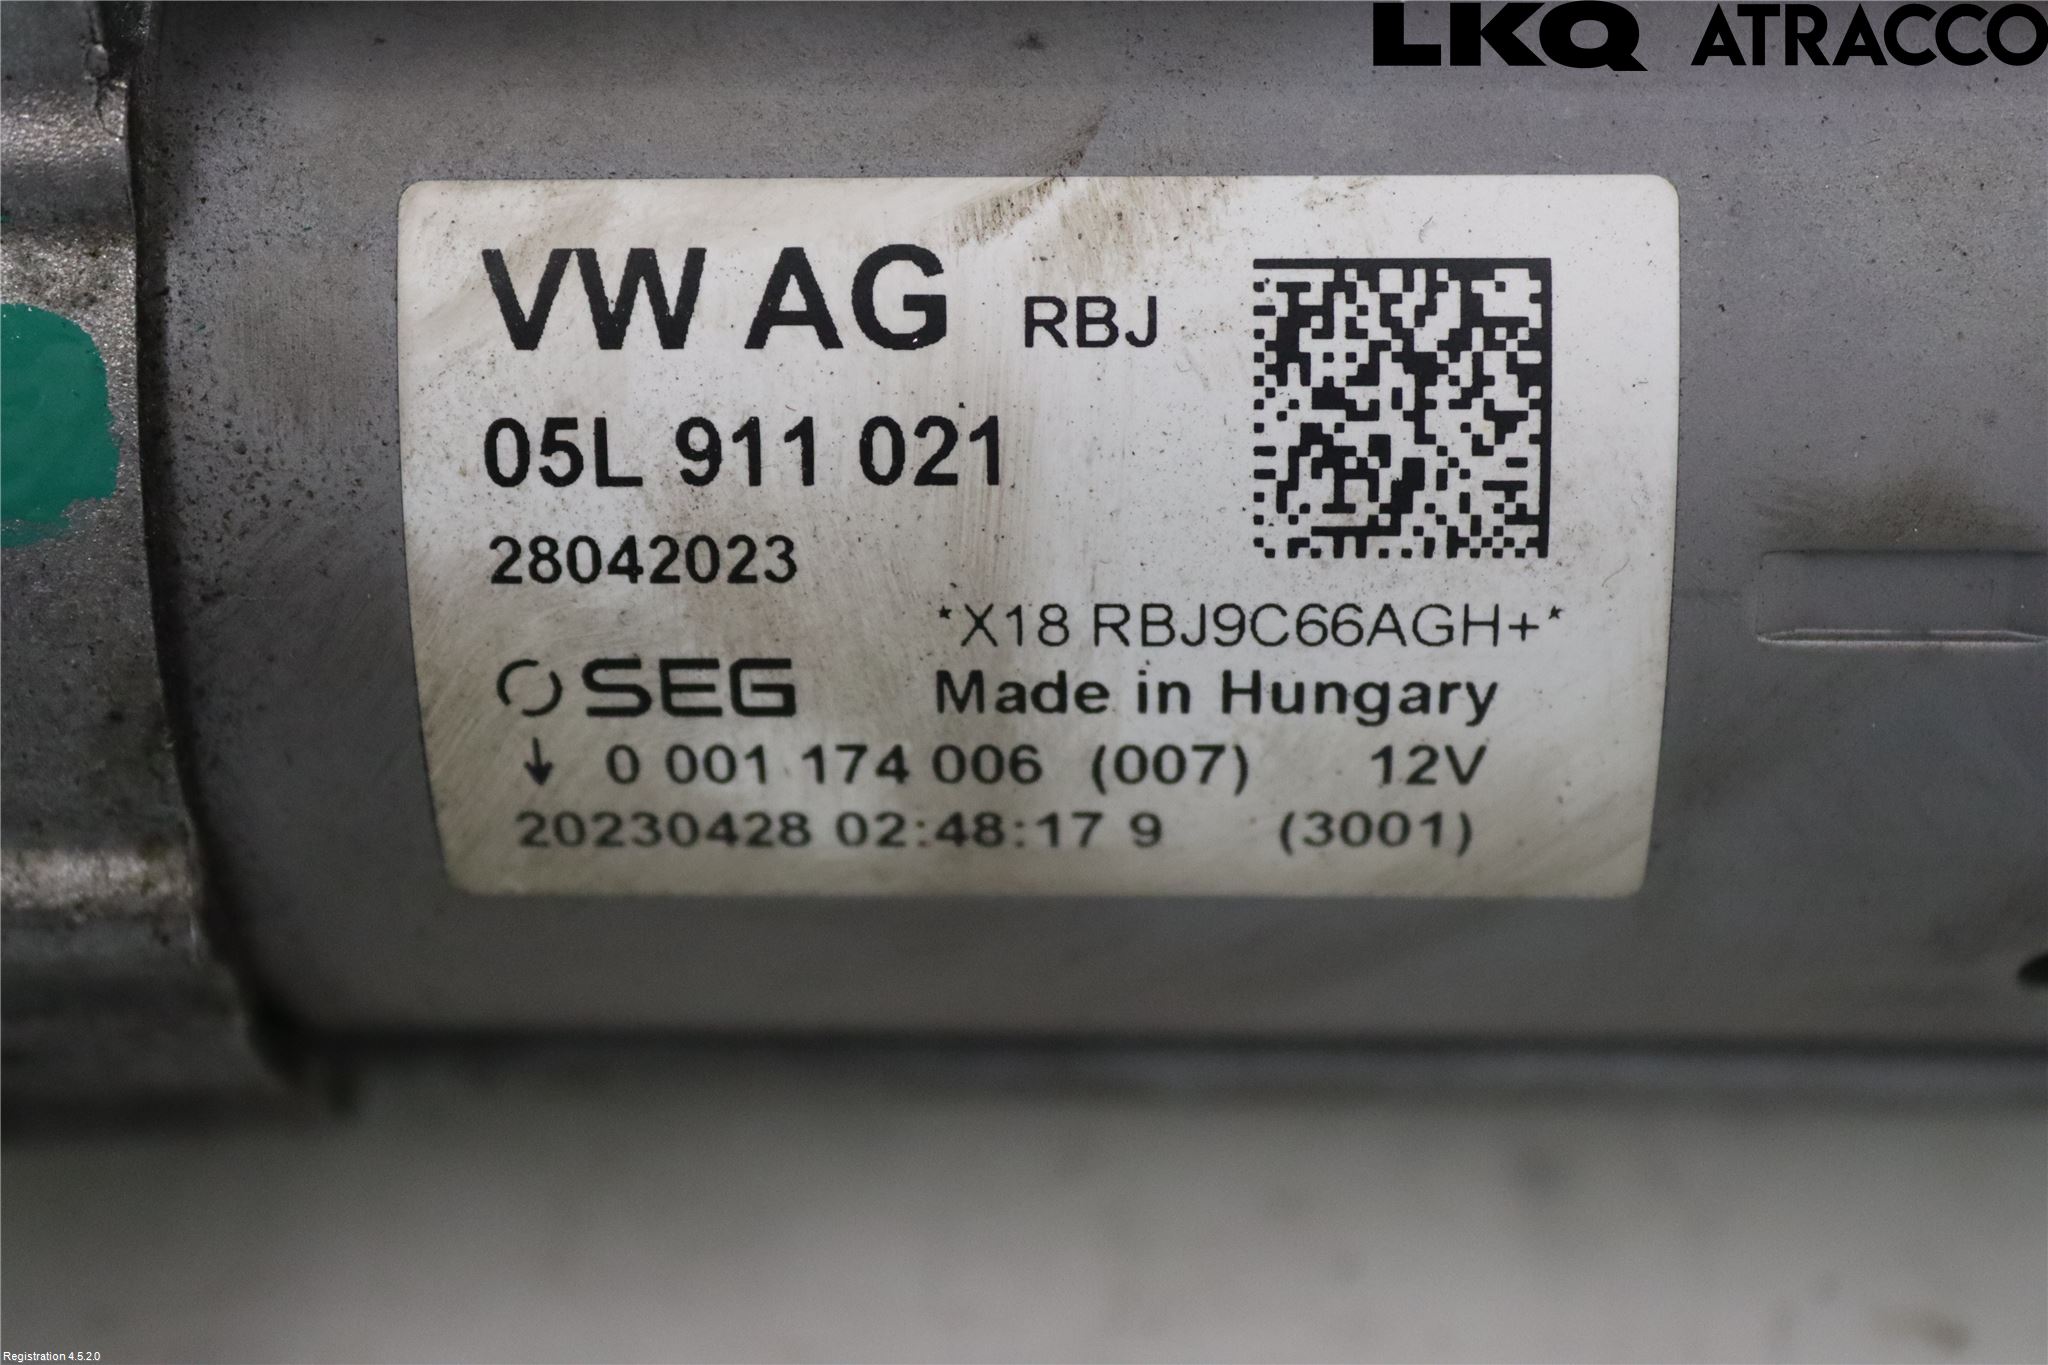 LKQ ATRACCO
VW AG RBJ
05L 911 021
28042023
*X18 RBJ9C66AGH+*
SEG Made in Hungary
↓ 0 001 174 006 (007) 12V
20230428 02:48:17 9 (3001)
Registration 4.5.2.0